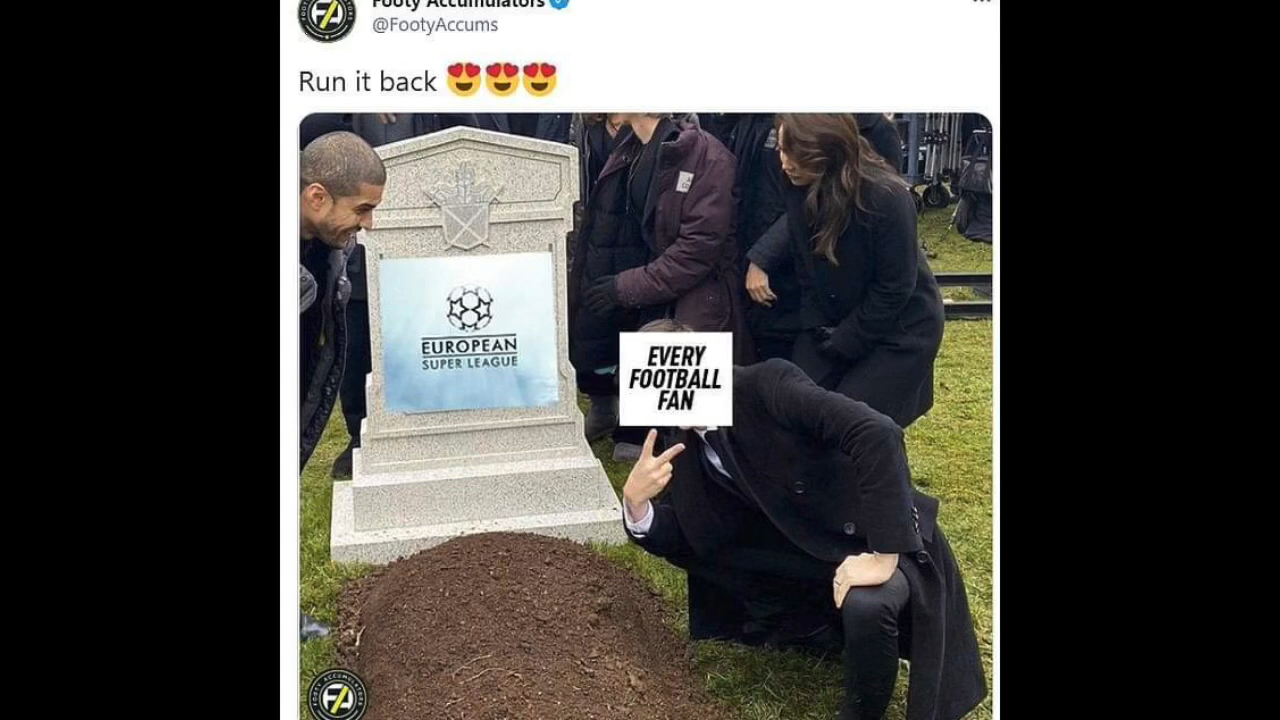 Footy Accumulators
@FootyAccums
Run it back 😍😍😍
EUROPEAN
SUPER LEAGUE
EVERY
FOOTBALL
FAN